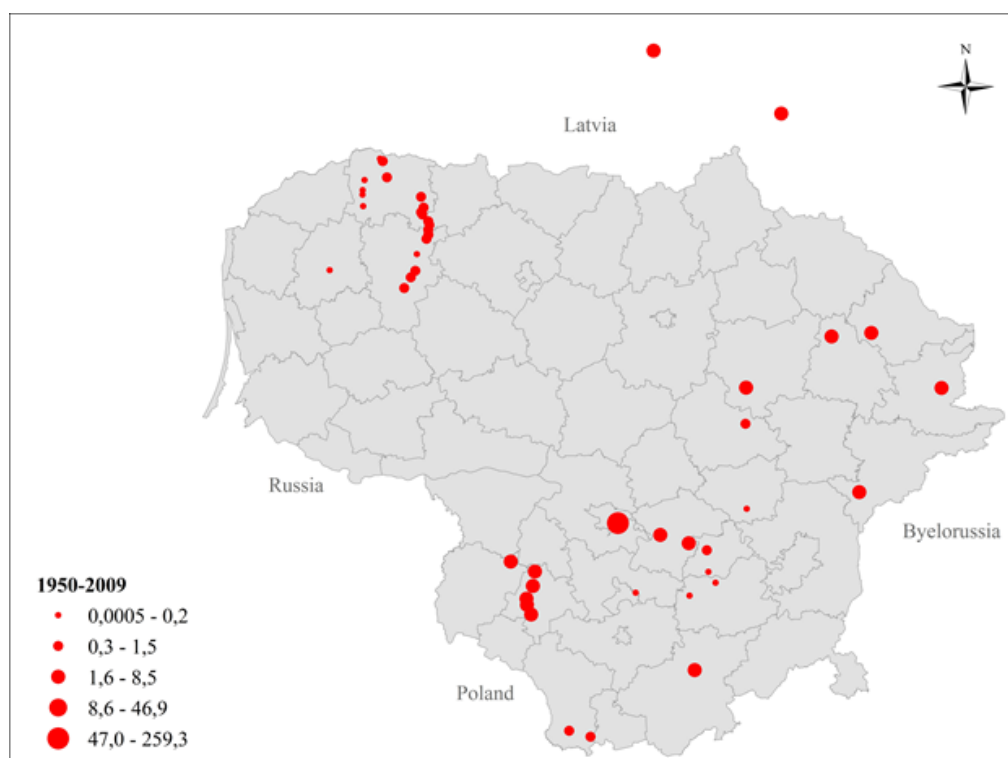 N
Latvia
Russia
Byelorussia
Poland
1950-2009
0,0005 - 0,2
0,3 - 1,5
1,6 - 8,5
8,6 - 46,9
47,0 - 259,3